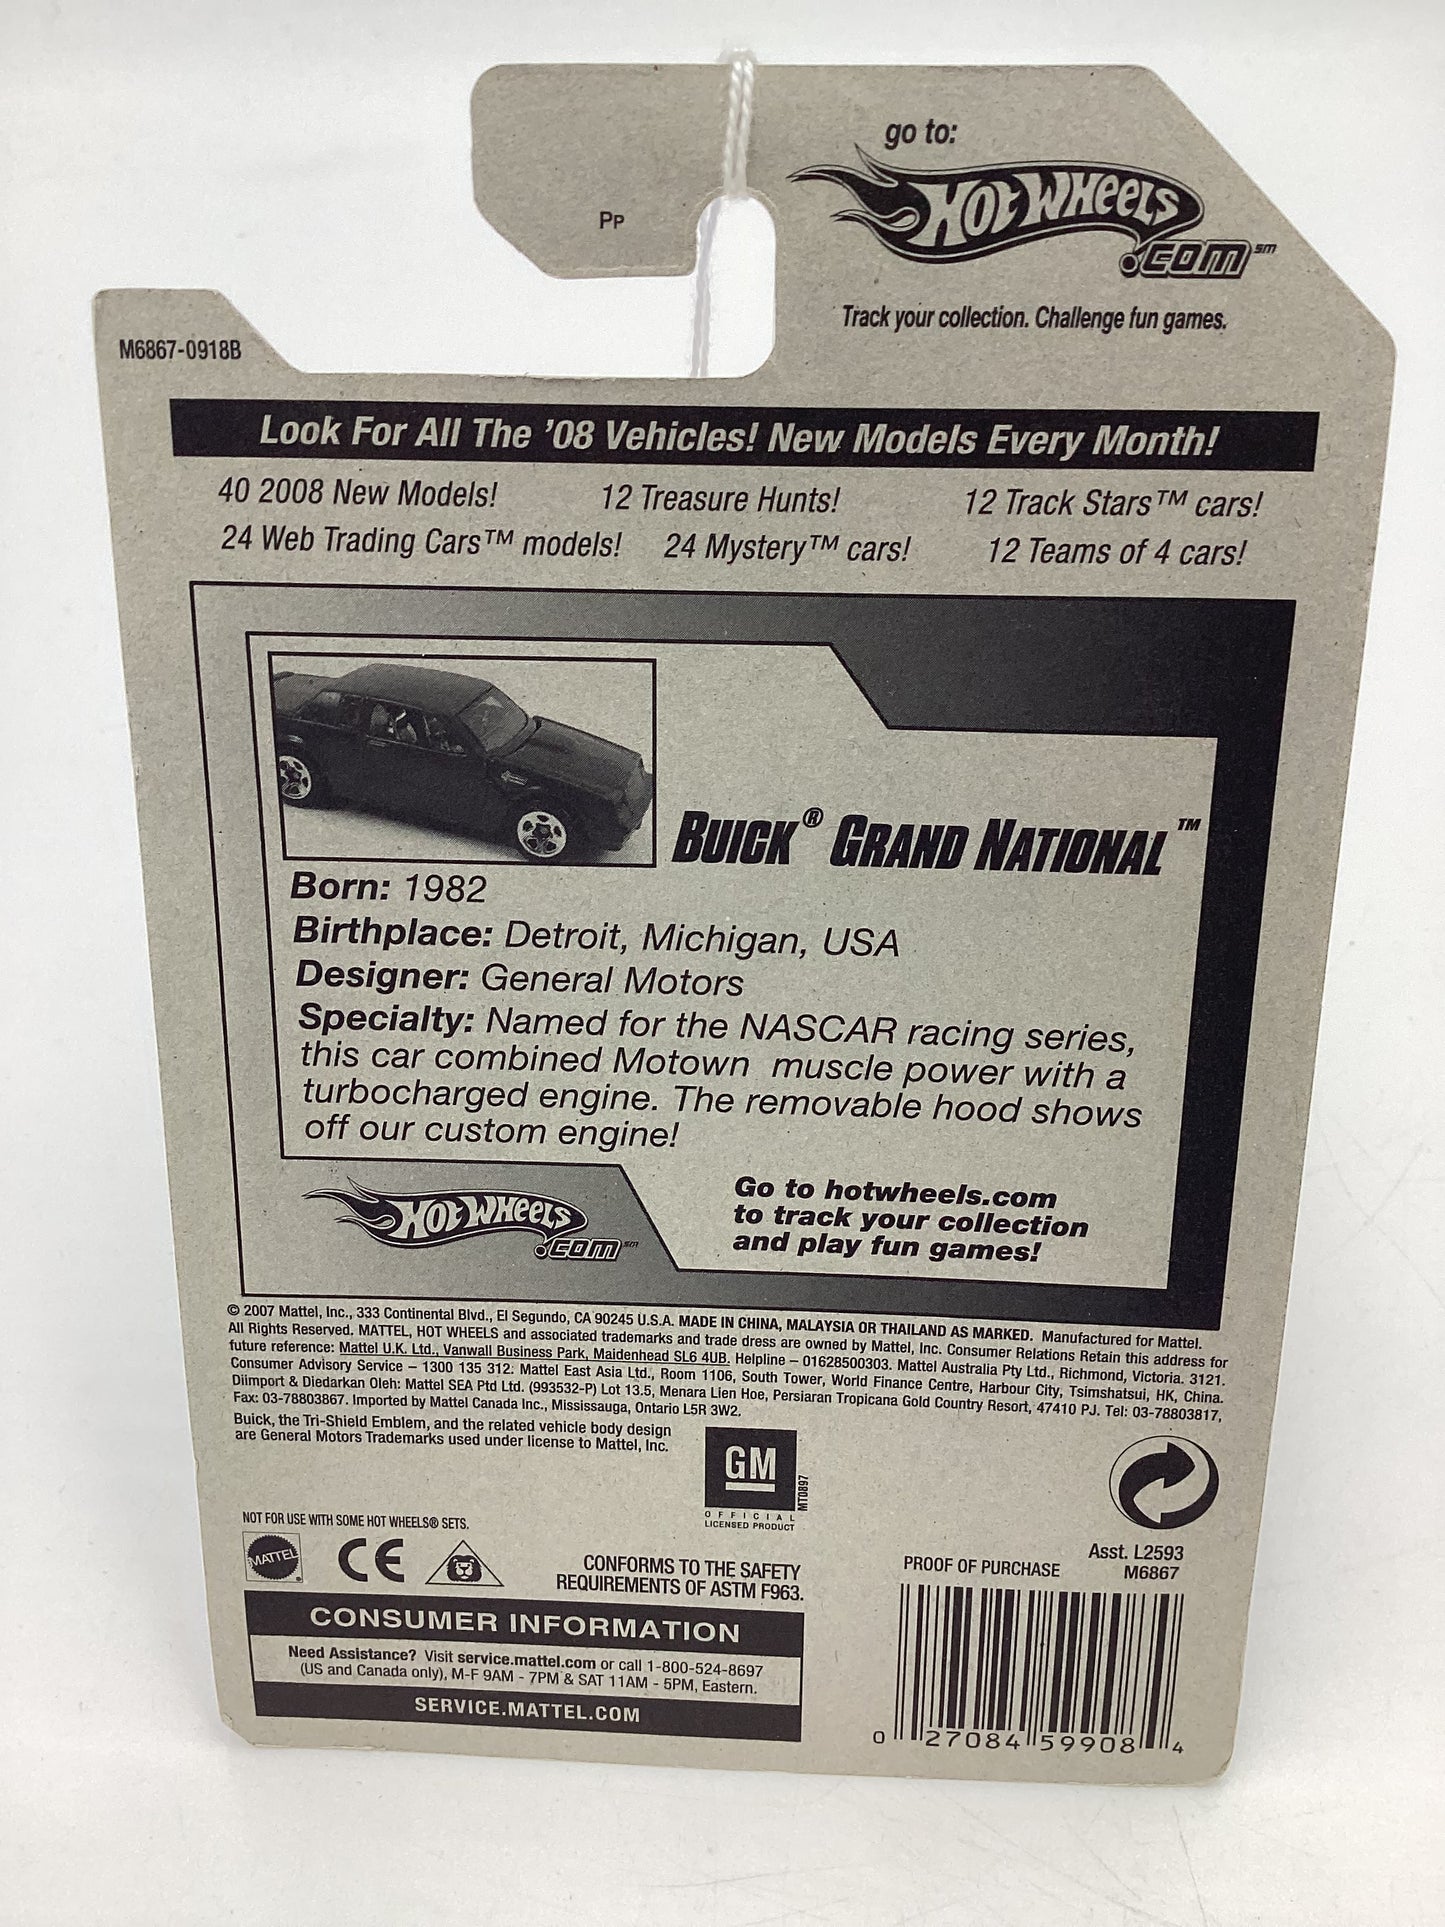 go to:
HOT WHEELS
.COM℠
Pp
Track your collection. Challenge fun games.
M6867-0918B
Look For All The '08 Vehicles! New Models Every Month!
40 2008 New Models! 12 Treasure Hunts! 12 Track Stars™ cars!
24 Web Trading Cars™ models! 24 Mystery™ cars! 12 Teams of 4 cars!
BUICK® GRAND NATIONAL™
Born: 1982
Birthplace: Detroit, Michigan, USA
Designer: General Motors
Specialty: Named for the NASCAR racing series,
this car combined Motown muscle power with a
turbocharged engine. The removable hood shows
off our custom engine!
HOT WHEELS
.COM℠
Go to hotwheels.com
to track your collection
and play fun games!
© 2007 Mattel, Inc., 333 Continental Blvd., El Segundo, CA 90245 U.S.A. MADE IN CHINA, MALAYSIA OR THAILAND AS MARKED. Manufactured for Mattel.
All Rights Reserved. MATTEL, HOT WHEELS and associated trademarks and trade dress are owned by Mattel, Inc. Consumer Relations Retain this address for
future reference: Mattel U.K. Ltd., Vanwall Business Park, Maidenhead SL6 4UB. Helpline – 01628500303. Mattel Australia Pty Ltd., Richmond, Victoria. 3121.
Consumer Advisory Service – 1300 135 312. Mattel East Asia Ltd., Room 1106, South Tower, World Finance Centre, Harbour City, Tsimshatsui, HK, China.
Diimport & Diedarkan Oleh: Mattel SEA Ptd Ltd. (993532-P) Lot 13.5, Menara Lien Hoe, Persiaran Tropicana Gold Country Resort, 47410 PJ. Tel: 03-78803817,
Fax: 03-78803867. Imported by Mattel Canada Inc., Mississauga, Ontario L5R 3W2.
Buick, the Tri-Shield Emblem, and the related vehicle body design
are General Motors Trademarks used under license to Mattel, Inc.
GM
MT0897
OFFICIAL
LICENSED PRODUCT
NOT FOR USE WITH SOME HOT WHEELS® SETS.
MATTEL
CE
CONFORMS TO THE SAFETY
REQUIREMENTS OF ASTM F963.
PROOF OF PURCHASE
Asst. L2593
M6867
CONSUMER INFORMATION
Need Assistance? Visit service.mattel.com or call 1-800-524-8697
(US and Canada only), M-F 9AM - 7PM & SAT 11AM - 5PM, Eastern.
SERVICE.MATTEL.COM
0 27084 59908 4